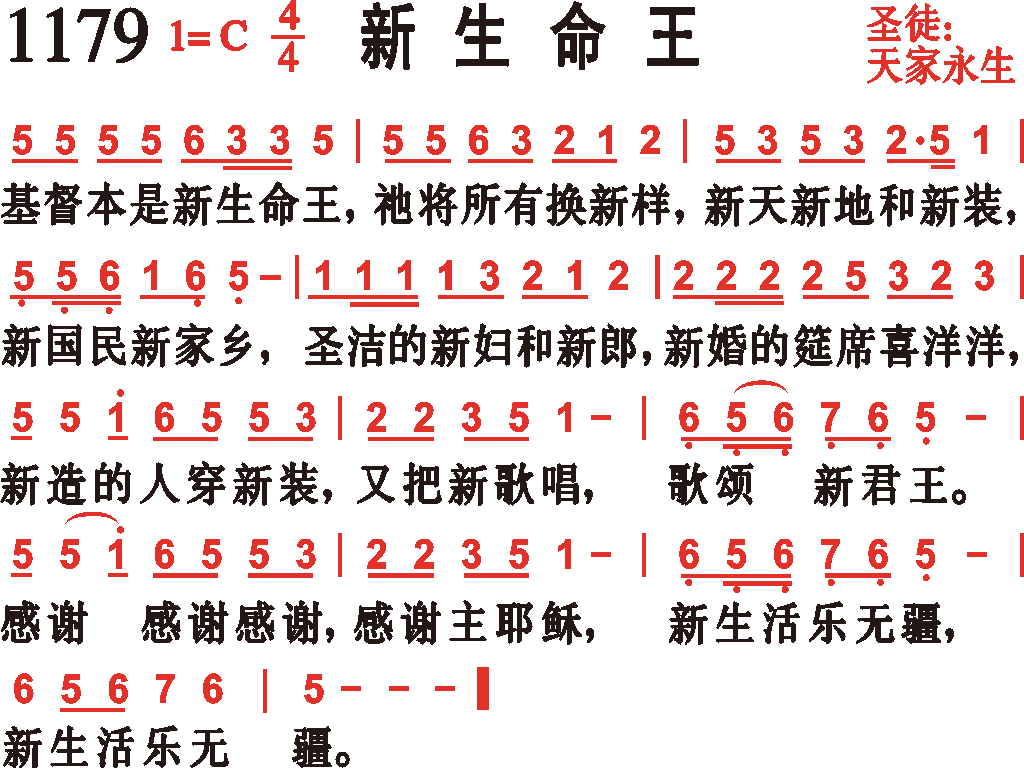 1179 1=C 4/4 新生命王 圣徒:
天家永生
5 5 5 5 6 3 3 5 | 5 5 6 3 2 1 2 | 5 3 5 3 2·5 1 |
基督本是新生命王,祂将所有换新样,新天新地和新装,
5 5 6 1 6 5 - | 1 1 1 1 3 2 1 2 | 2 2 2 2 5 3 2 3 |
新国民新家乡,圣洁的新妇和新郎,新婚的筵席喜洋洋,
5 5 1 6 5 5 3 | 2 2 3 5 1 - | 6 5 6 7 6 5 - |
新造的人穿新装,又把新歌唱,歌颂 新君王。
5 5 1 6 5 5 3 | 2 2 3 5 1 - | 6 5 6 7 6 5 - |
感谢 感谢感谢,感谢主耶稣,新生活乐无疆,
6 5 6 7 6 | 5 - - -
新生活乐无 疆。